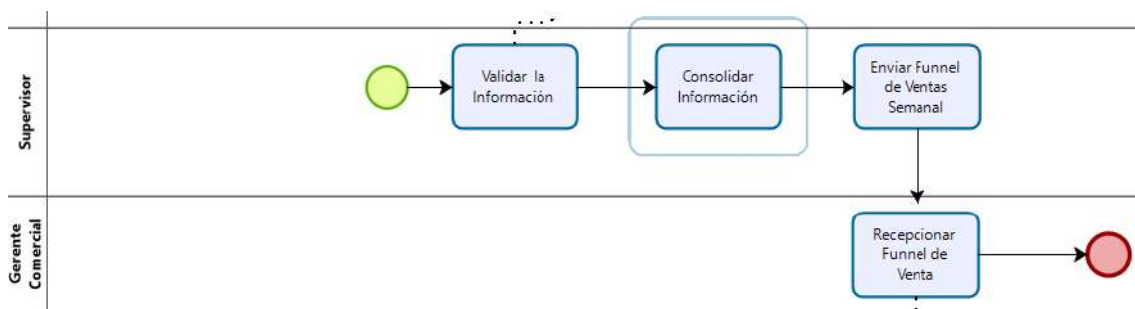 Supervisor
Validar la
Información
Consolidar
Información
Enviar Funnel
de Ventas
Semanal
Gerente
Comercial
Recepcionar
Funnel de
Venta